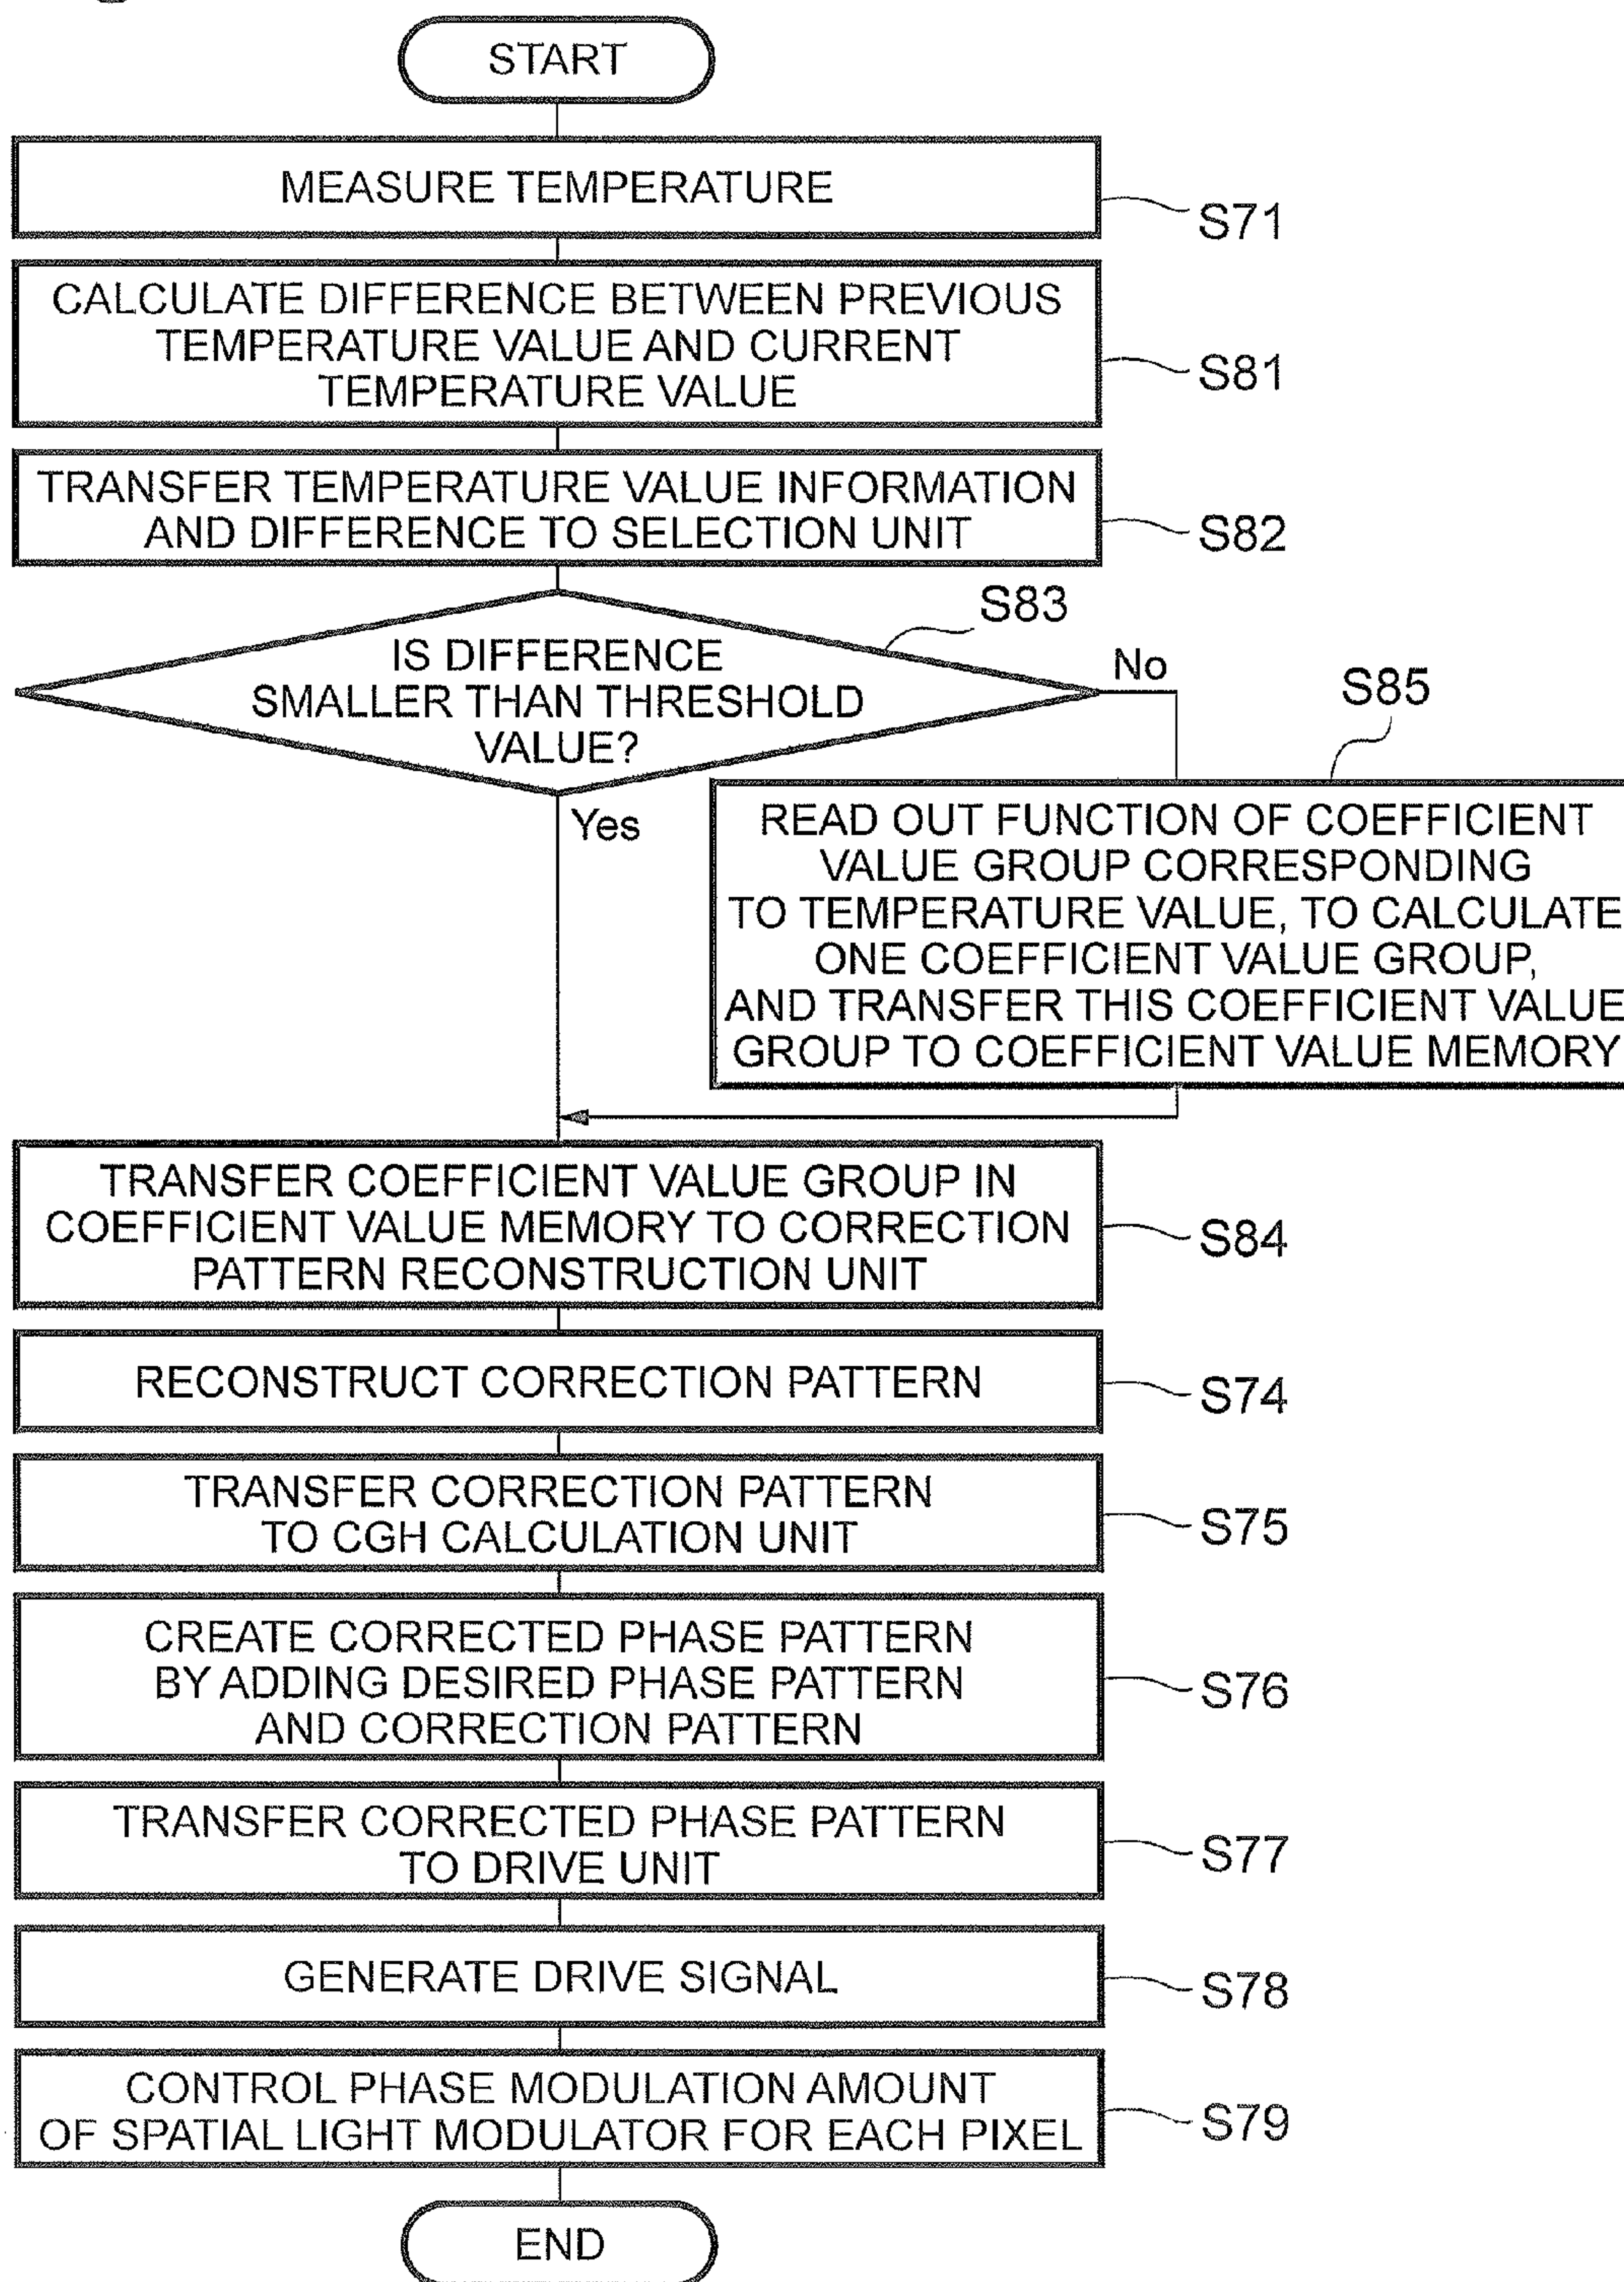 START
MEASURE TEMPERATURE
S71
CALCULATE DIFFERENCE BETWEEN PREVIOUS
TEMPERATURE VALUE AND CURRENT
TEMPERATURE VALUE
S81
TRANSFER TEMPERATURE VALUE INFORMATION
AND DIFFERENCE TO SELECTION UNIT
S82
S83
IS DIFFERENCE
SMALLER THAN THRESHOLD
VALUE?
No
Yes
S85
READ OUT FUNCTION OF COEFFICIENT
VALUE GROUP CORRESPONDING
TO TEMPERATURE VALUE, TO CALCULATE
ONE COEFFICIENT VALUE GROUP,
AND TRANSFER THIS COEFFICIENT VALUE
GROUP TO COEFFICIENT VALUE MEMORY
TRANSFER COEFFICIENT VALUE GROUP IN
COEFFICIENT VALUE MEMORY TO CORRECTION
PATTERN RECONSTRUCTION UNIT
S84
RECONSTRUCT CORRECTION PATTERN
S74
TRANSFER CORRECTION PATTERN
TO CGH CALCULATION UNIT
S75
CREATE CORRECTED PHASE PATTERN
BY ADDING DESIRED PHASE PATTERN
AND CORRECTION PATTERN
S76
TRANSFER CORRECTED PHASE PATTERN
TO DRIVE UNIT
S77
GENERATE DRIVE SIGNAL
S78
CONTROL PHASE MODULATION AMOUNT
OF SPATIAL LIGHT MODULATOR FOR EACH PIXEL
S79
END